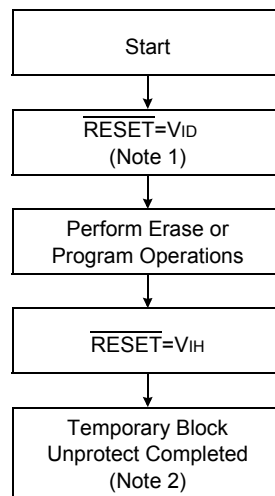 Start
RESET=VID
(Note 1)
Perform Erase or
Program Operations
RESET=VIH
Temporary Block
Unprotect Completed
(Note 2)